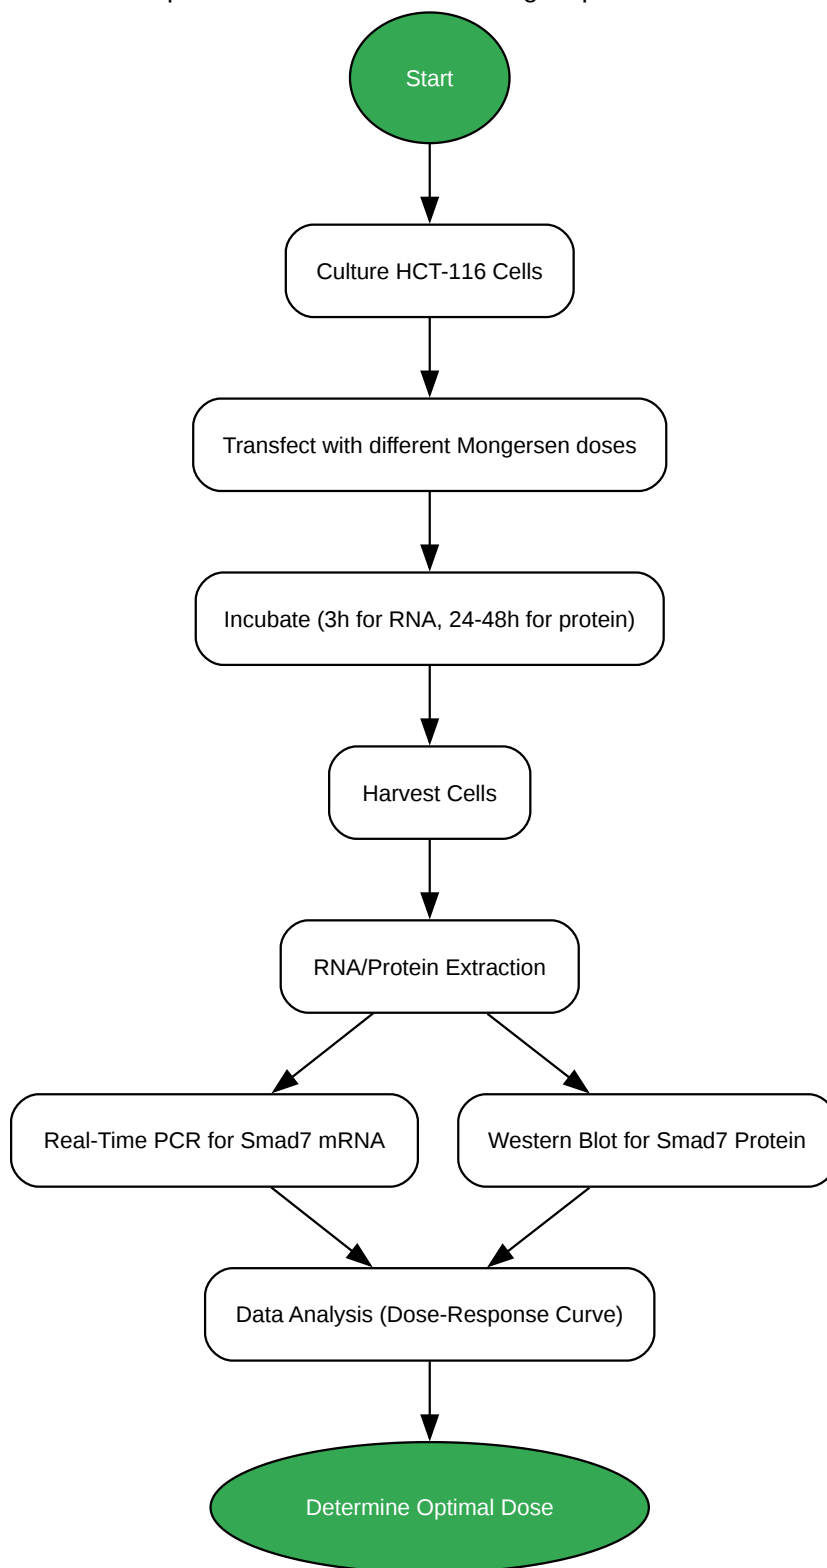 Start
Culture HCT-116 Cells
Transfect with different Mongersen doses
Incubate (3h for RNA, 24-48h for protein)
Harvest Cells
RNA/Protein Extraction
Real-Time PCR for Smad7 mRNA
Western Blot for Smad7 Protein
Data Analysis (Dose-Response Curve)
Determine Optimal Dose